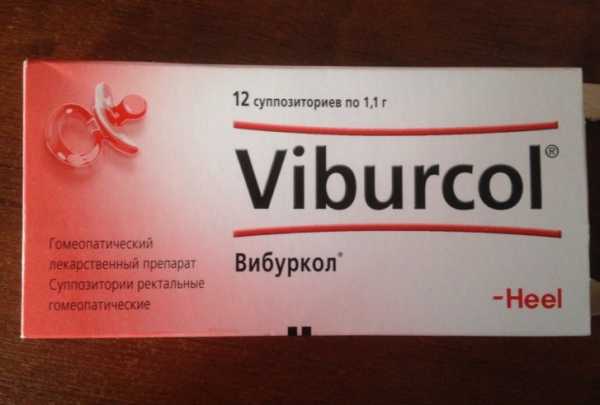 12 суппозиториев по 1,1 г
Viburcol®
Вибуркол®
Гомеопатический
лекарственный препарат
Суппозитории ректальные
гомеопатические
-Heel